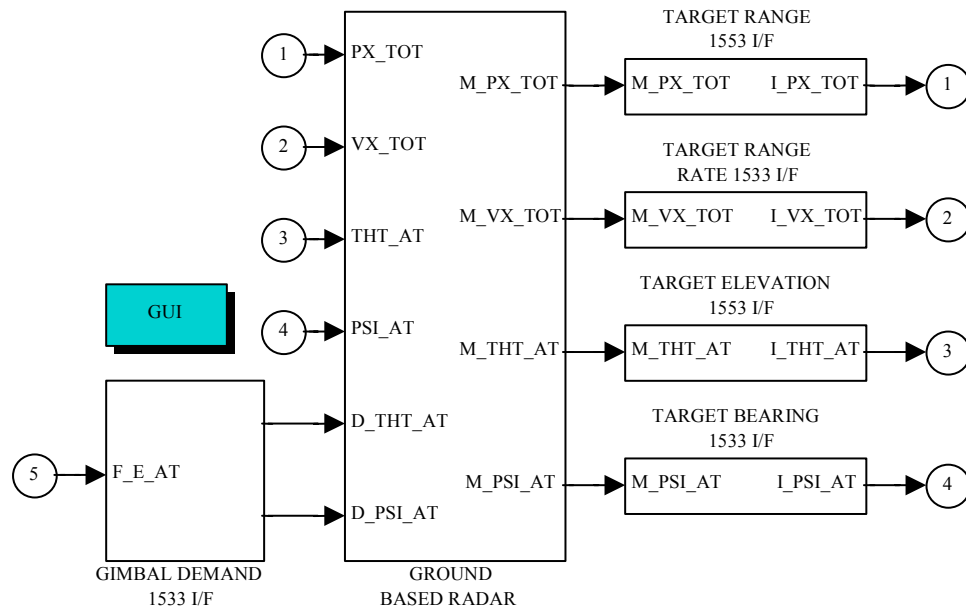 TARGET RANGE
1553 I/F
1
PX_TOT
M_PX_TOT
M_PX_TOT
I_PX_TOT
1
2
VX_TOT
TARGET RANGE
RATE 1533 I/F
M_VX_TOT
M_VX_TOT
I_VX_TOT
2
3
THT_AT
TARGET ELEVATION
1553 I/F
GUI
4
PSI_AT
M_THT_AT
M_THT_AT
I_THT_AT
3
D_THT_AT
TARGET BEARING
1533 I/F
5
F_E_AT
M_PSI_AT
M_PSI_AT
I_PSI_AT
4
D_PSI_AT
GIMBAL DEMAND
1533 I/F
GROUND
BASED RADAR